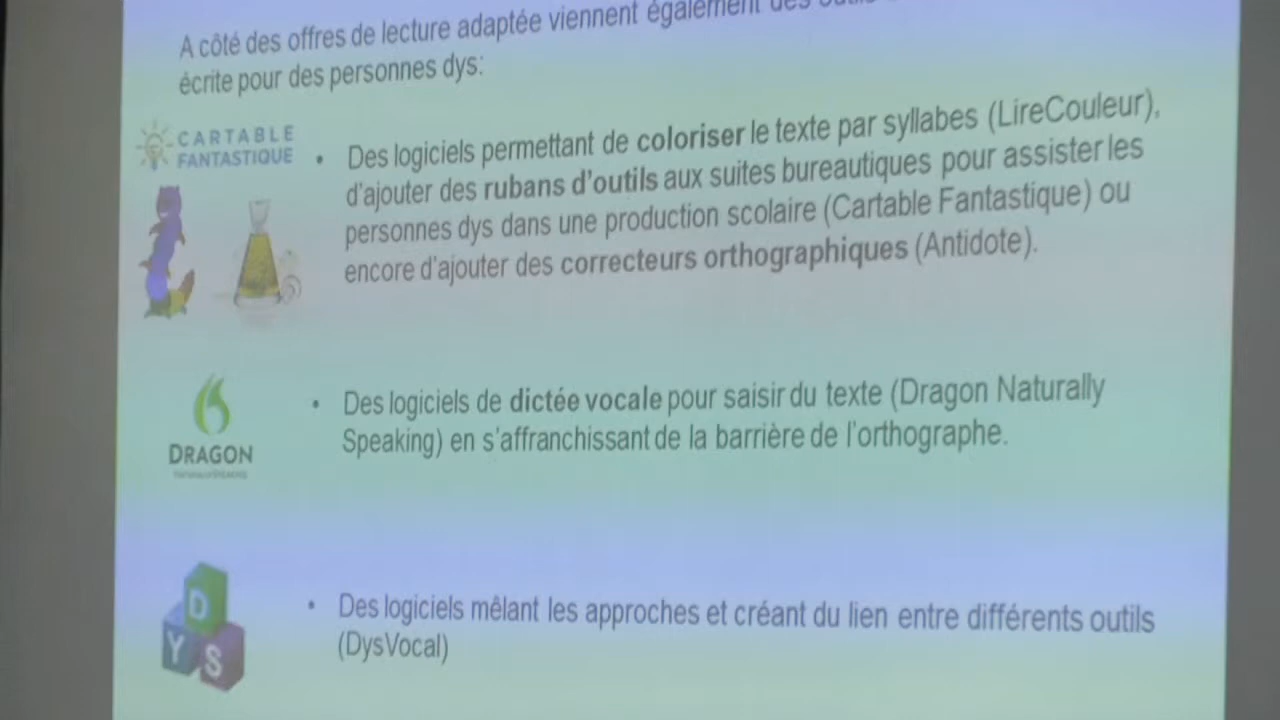 A côté des offres de lecture adaptée viennent également des
écrite pour des personnes dys:
CARTABLE
FANTASTIQUE
• Des logiciels permettant de coloriser le texte par syllabes (LireCouleur),
d'ajouter des rubans d'outils aux suites bureautiques pour assister les
personnes dys dans une production scolaire (Cartable Fantastique) ou
encore d'ajouter des correcteurs orthographiques (Antidote).
DRAGON
• Des logiciels de dictée vocale pour saisir du texte (Dragon Naturally
Speaking) en s'affranchissant de la barrière de l'orthographe.
D
Y S
• Des logiciels mêlant les approches et créant du lien entre différents outils
(DysVocal)